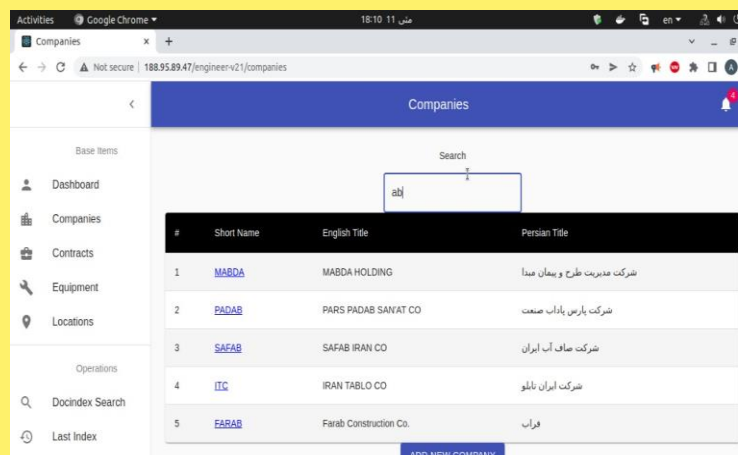 Activities Google Chrome ▾ 18:10 11 مئی en ▾
Companies × +
Not secure 188.95.89.47/engineer-v21/companies
Companies 4
Base Items
Search
Dashboard
ab
Companies
# Short Name English Title Persian Title
Contracts
1 MABDA MABDA HOLDING شرکت مدیریت طرح و پیمان مبدا
Equipment
2 PADAB PARS PADAB SAN'AT CO شرکت پارس پاداب صنعت
Locations
3 SAFAB SAFAB IRAN CO شرکت صاف آب ایران
Operations
4 ITC IRAN TABLO CO شرکت ایران تابلو
Docindex Search
5 FARAB Farab Construction Co. فراب
Last Index
ADD NEW COMPANY